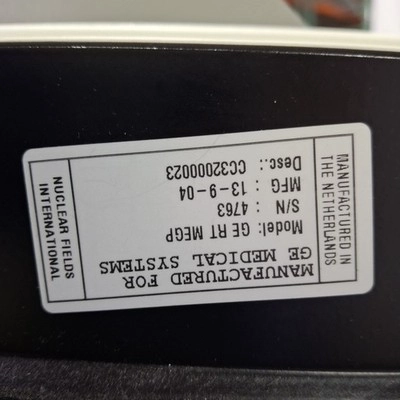 MANUFACTURED FOR
GE MEDICAL SYSTEMS
Model: GE RT MEGP
S/N : 4763
MFG : 13-9-04
Desc.: CC32000023
MANUFACTURED IN
THE NETHERLANDS
NUCLEAR FIELDS
INTERNATIONAL